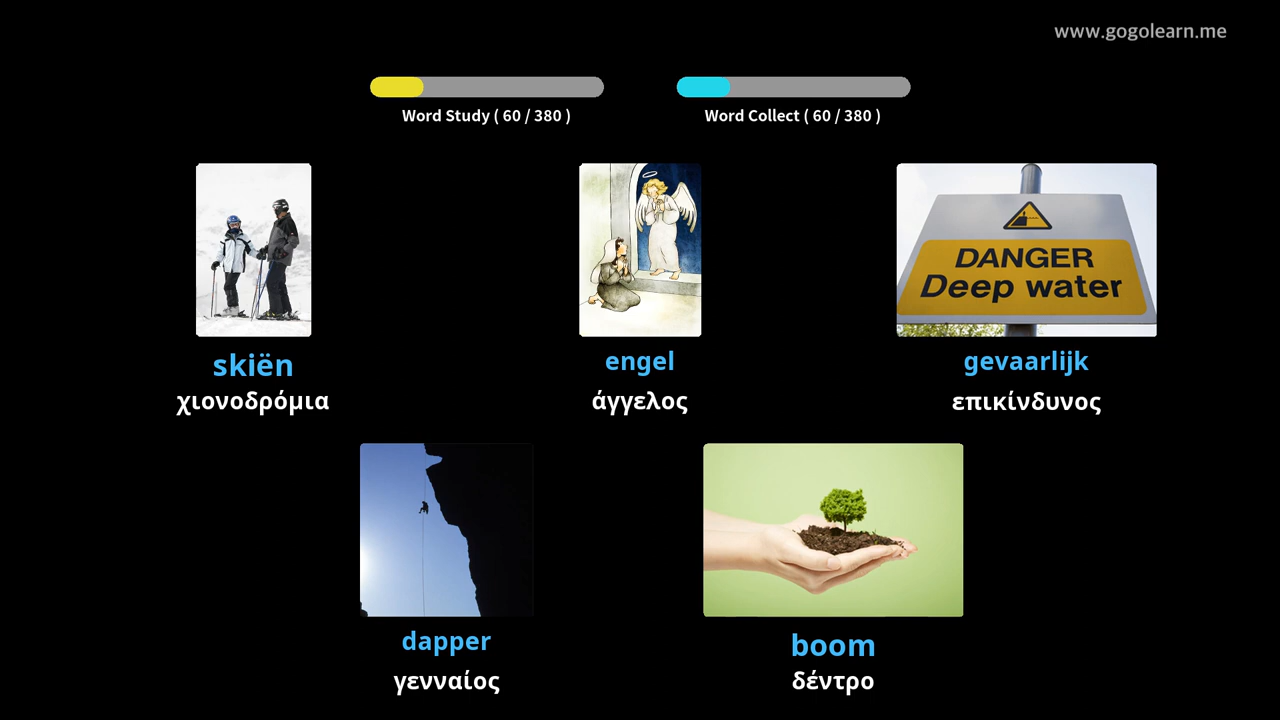 www.gogolearn.me
Word Study ( 60 / 380 )
Word Collect ( 60 / 380 )
DANGER
Deep water
skiën
χιονοδρόμια
engel
άγγελος
gevaarlijk
επικίνδυνος
dapper
γενναίος
boom
δέντρο